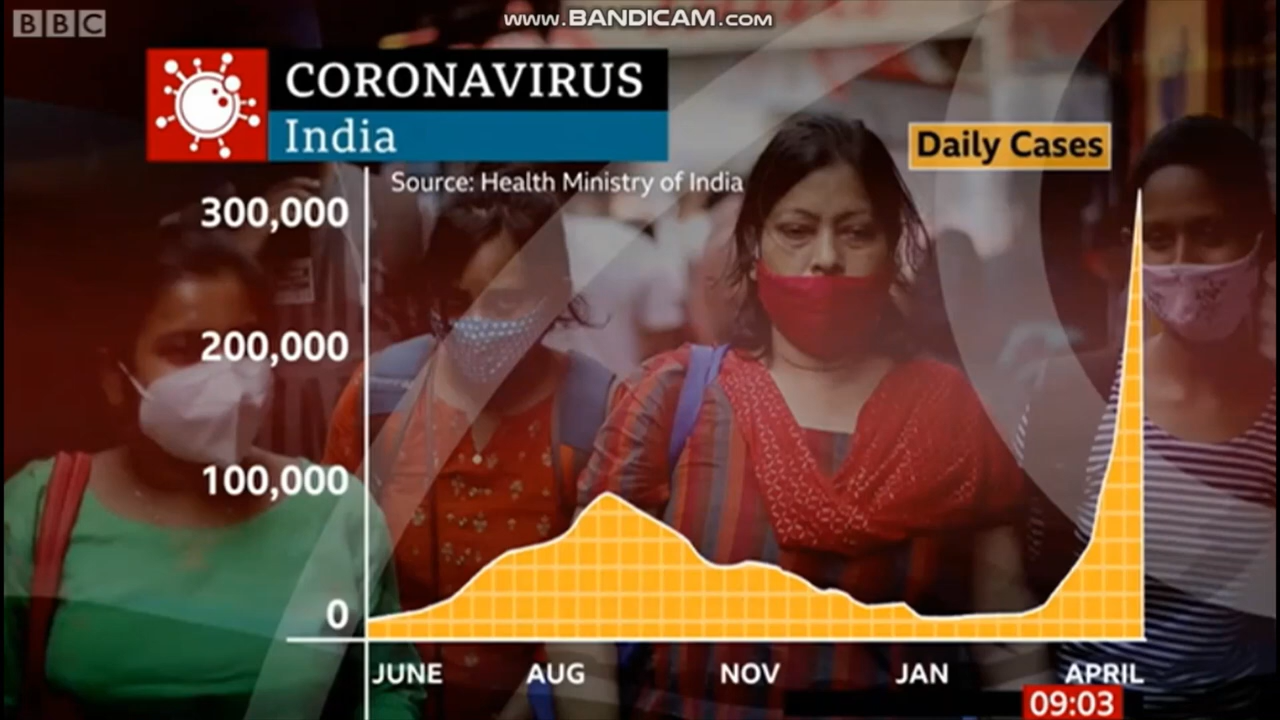 BBC
www.BANDICAM.com
CORONAVIRUS
India
Daily Cases
Source: Health Ministry of India
300,000
200,000
100,000
0
JUNE AUG NOV JAN APRIL
09:03